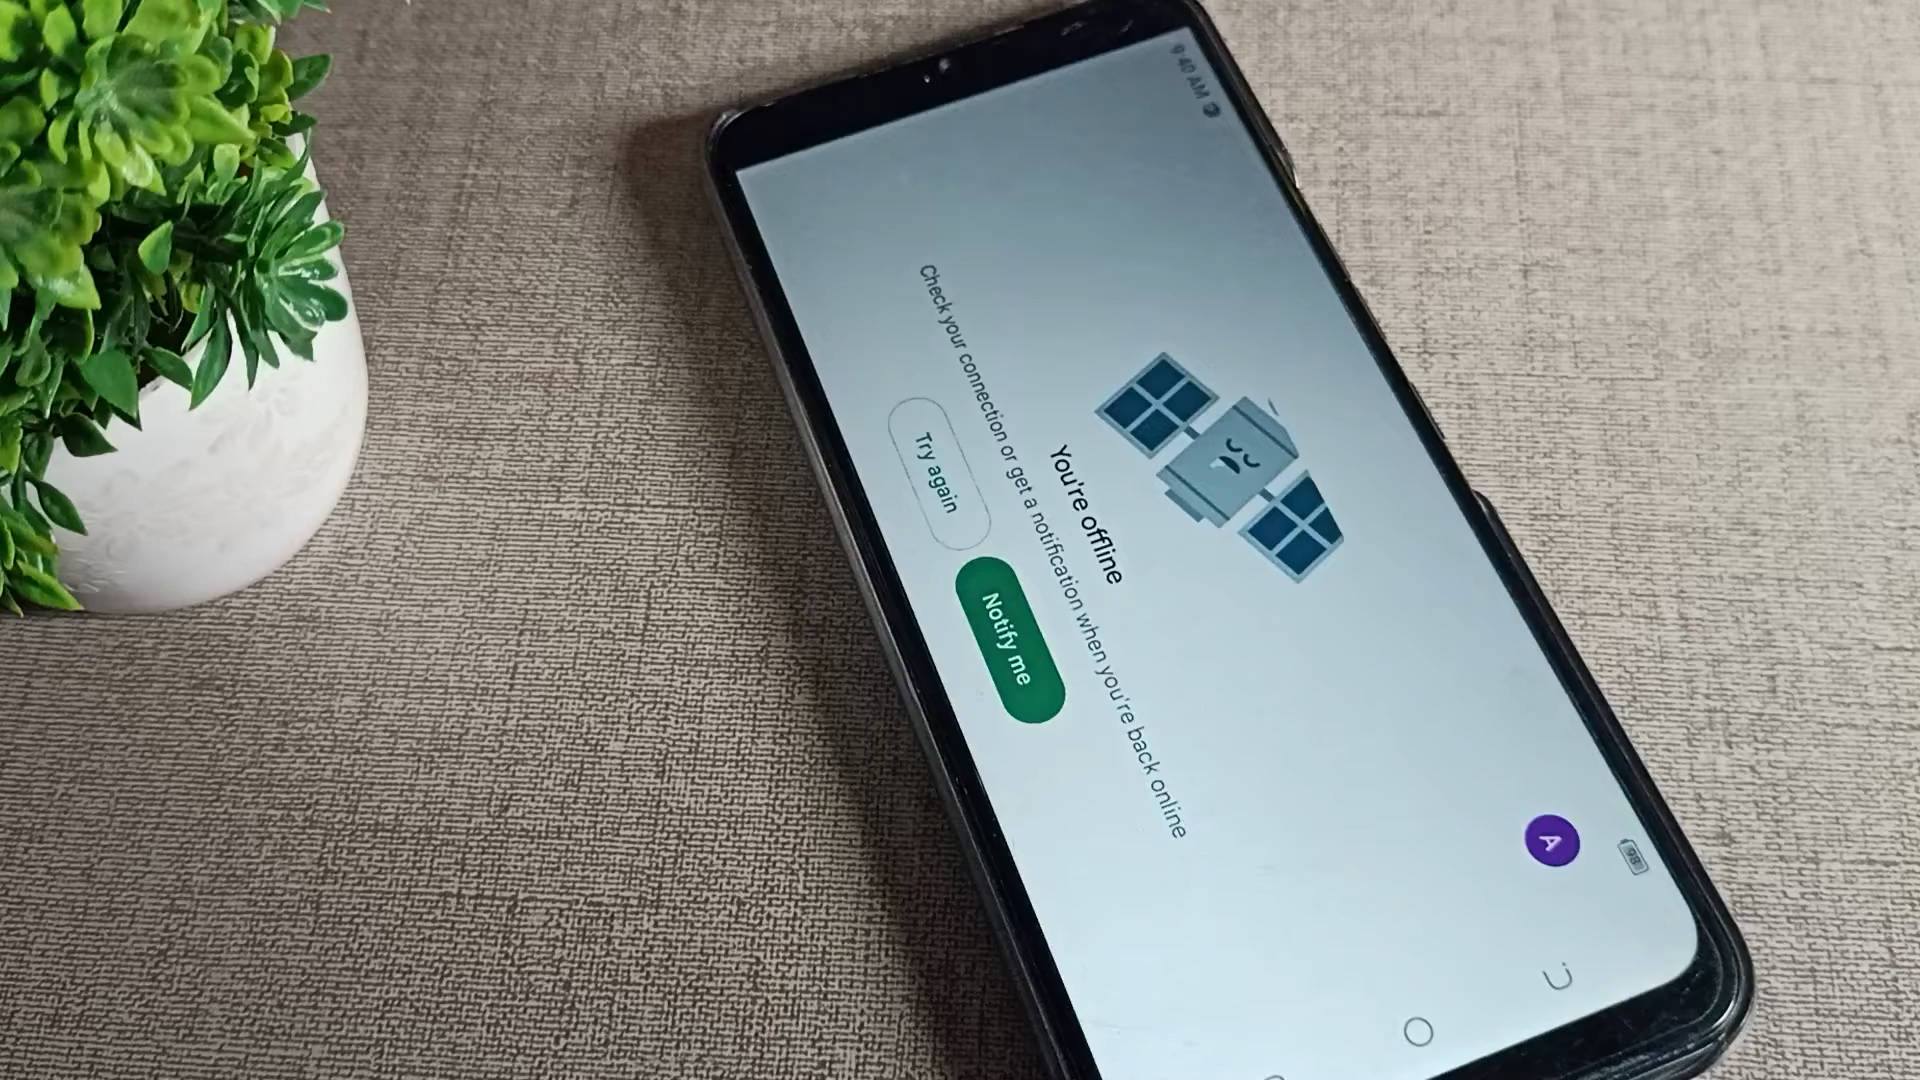 9:40 AM
98
A
You're offline
Check your connection or get a notification when you're back online
Try again
Notify me